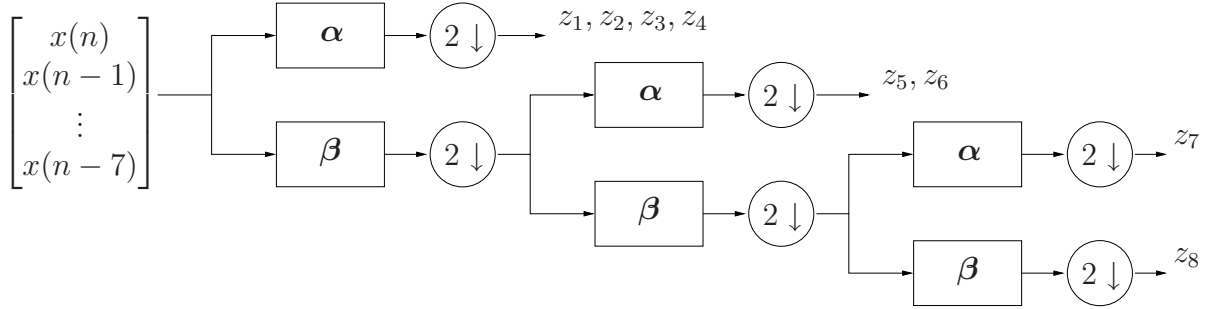 x(n)
x(n − 1)
⋮
x(n − 7)
α
2 ↓
z₁, z₂, z₃, z₄
β
2 ↓
α
2 ↓
z₅, z₆
β
2 ↓
α
2 ↓
z₇
β
2 ↓
z₈